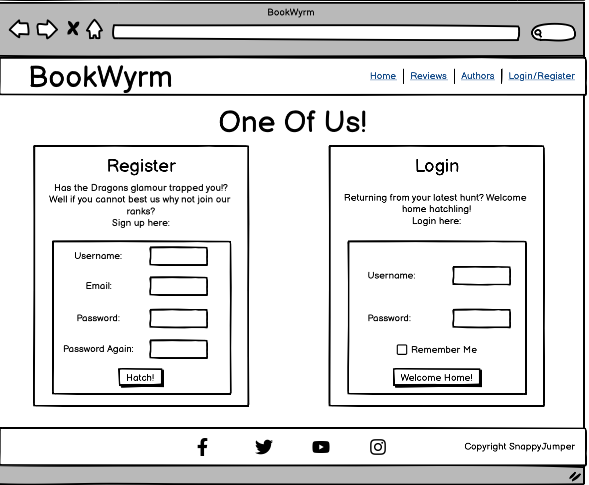 BookWyrm
BookWyrm
Home
Reviews
Authors
Login/Register
One Of Us!
Register
Has the Dragons glamour trapped you!?
Well if you cannot best us why not join our
ranks?
Sign up here:
Username:
Email:
Password:
Password Again:
Hatch!
Login
Returning from your latest hunt? Welcome
home hatchling!
Login here:
Username:
Password:
Remember Me
Welcome Home!
Copyright SnappyJumper